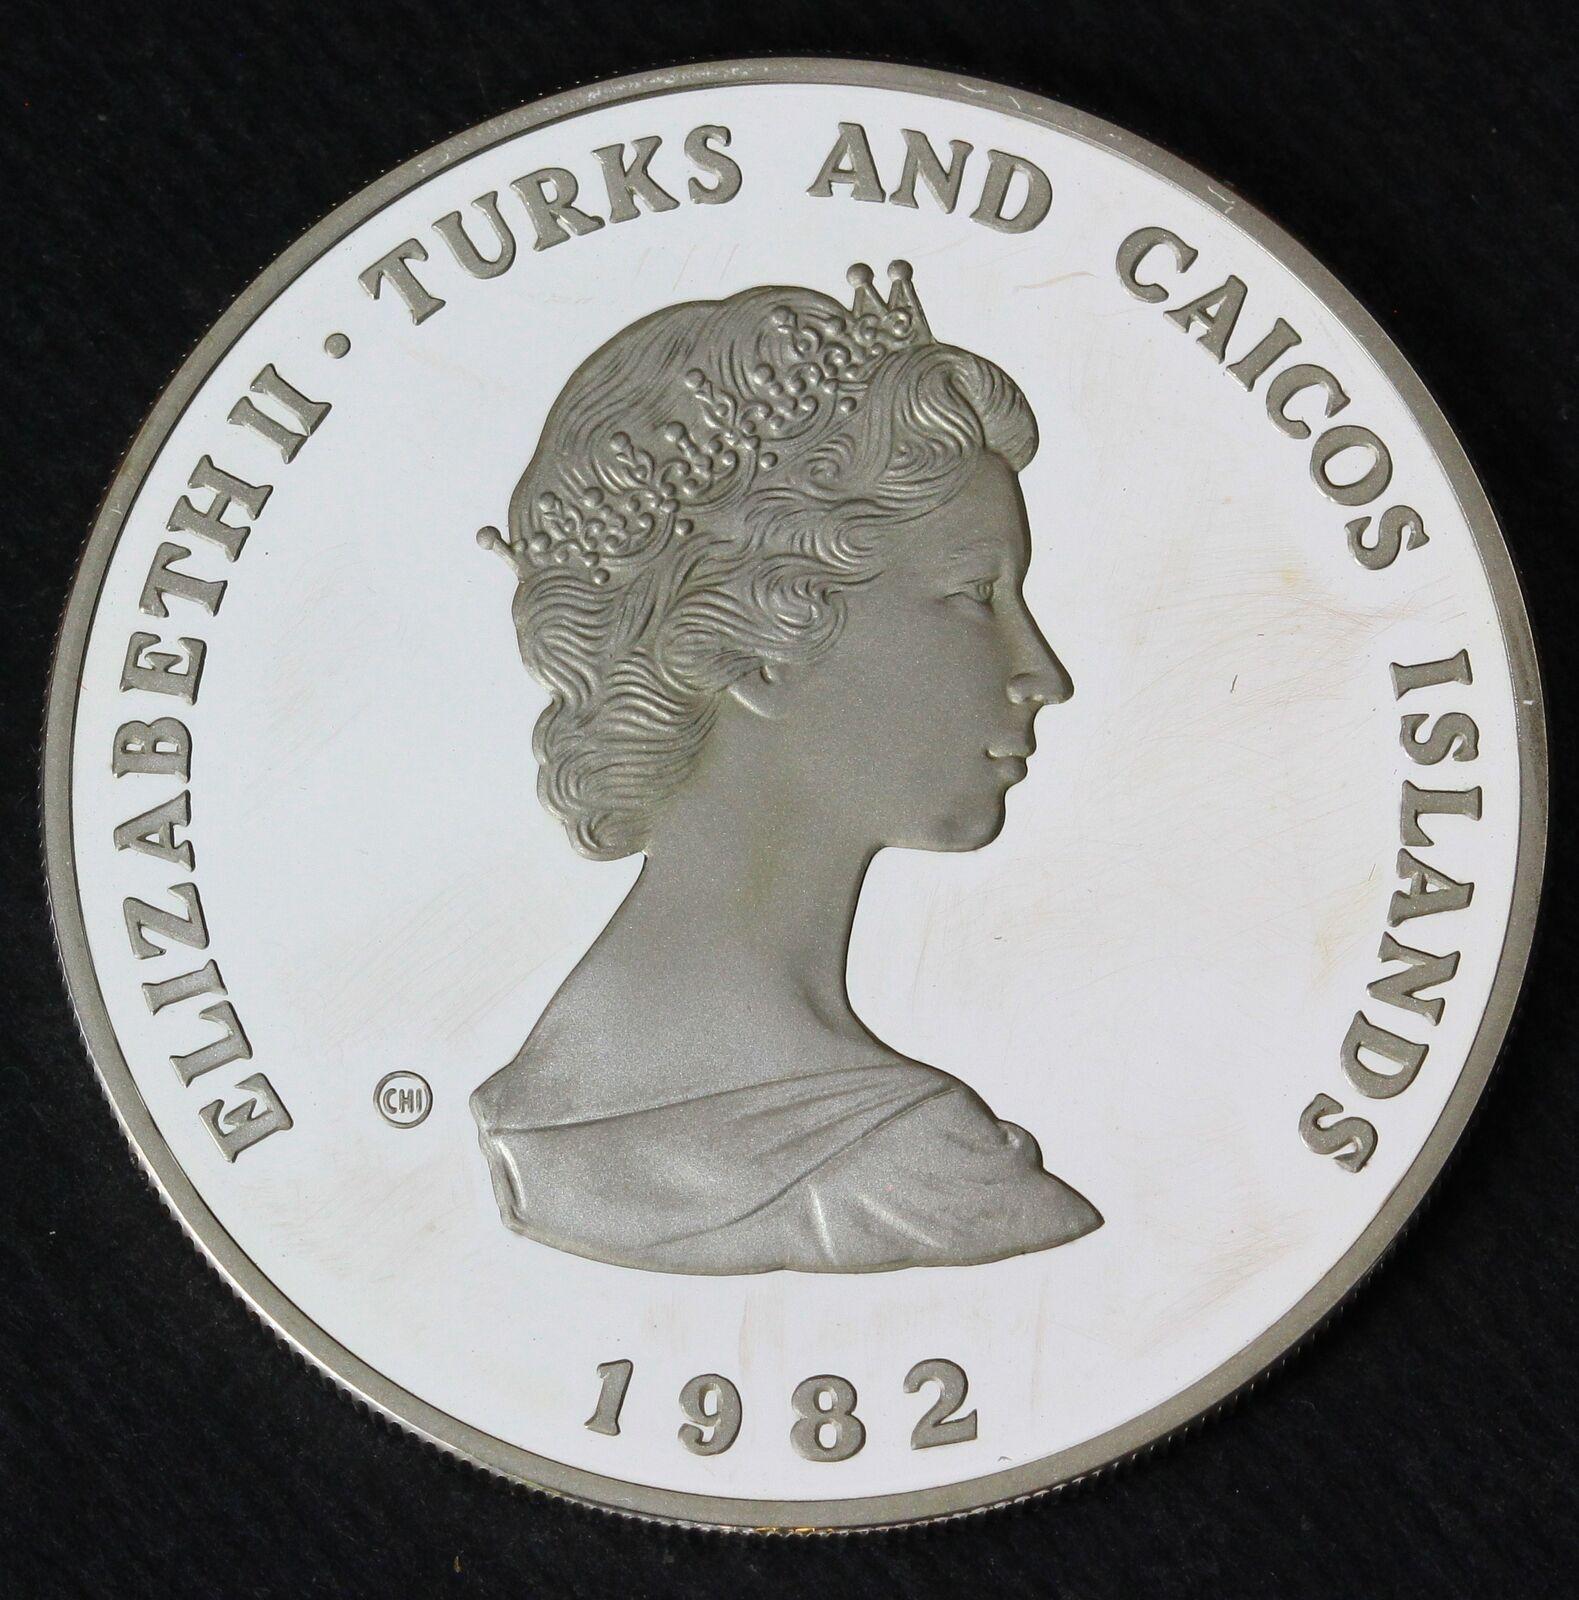 ELIZABETH II · TURKS AND CAICOS ISLANDS
CHI
1982